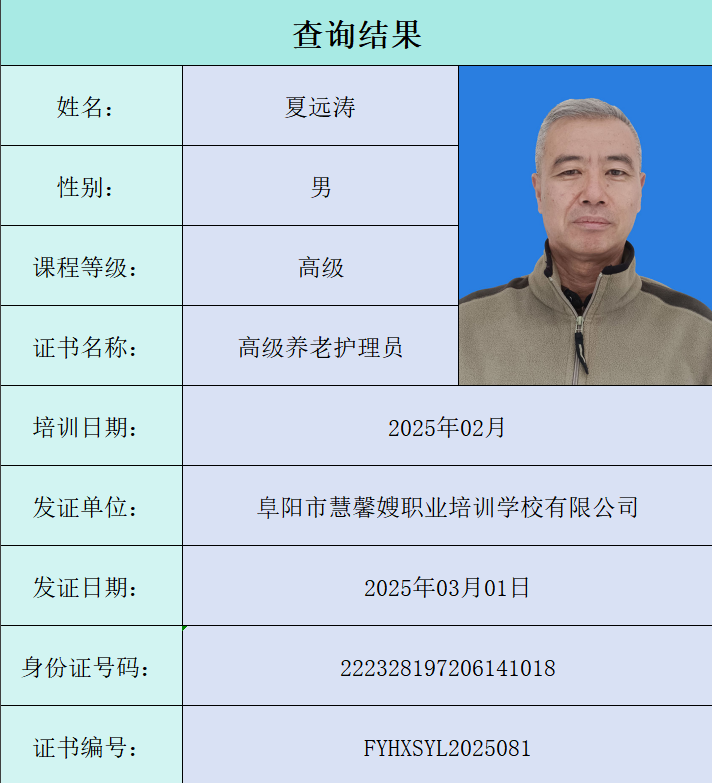 查询结果
姓名： 夏远涛
性别： 男
课程等级： 高级
证书名称： 高级养老护理员
培训日期： 2025年02月
发证单位： 阜阳市慧馨嫂职业培训学校有限公司
发证日期： 2025年03月01日
身份证号码： 222328197206141018
证书编号： FYHXSYL2025081